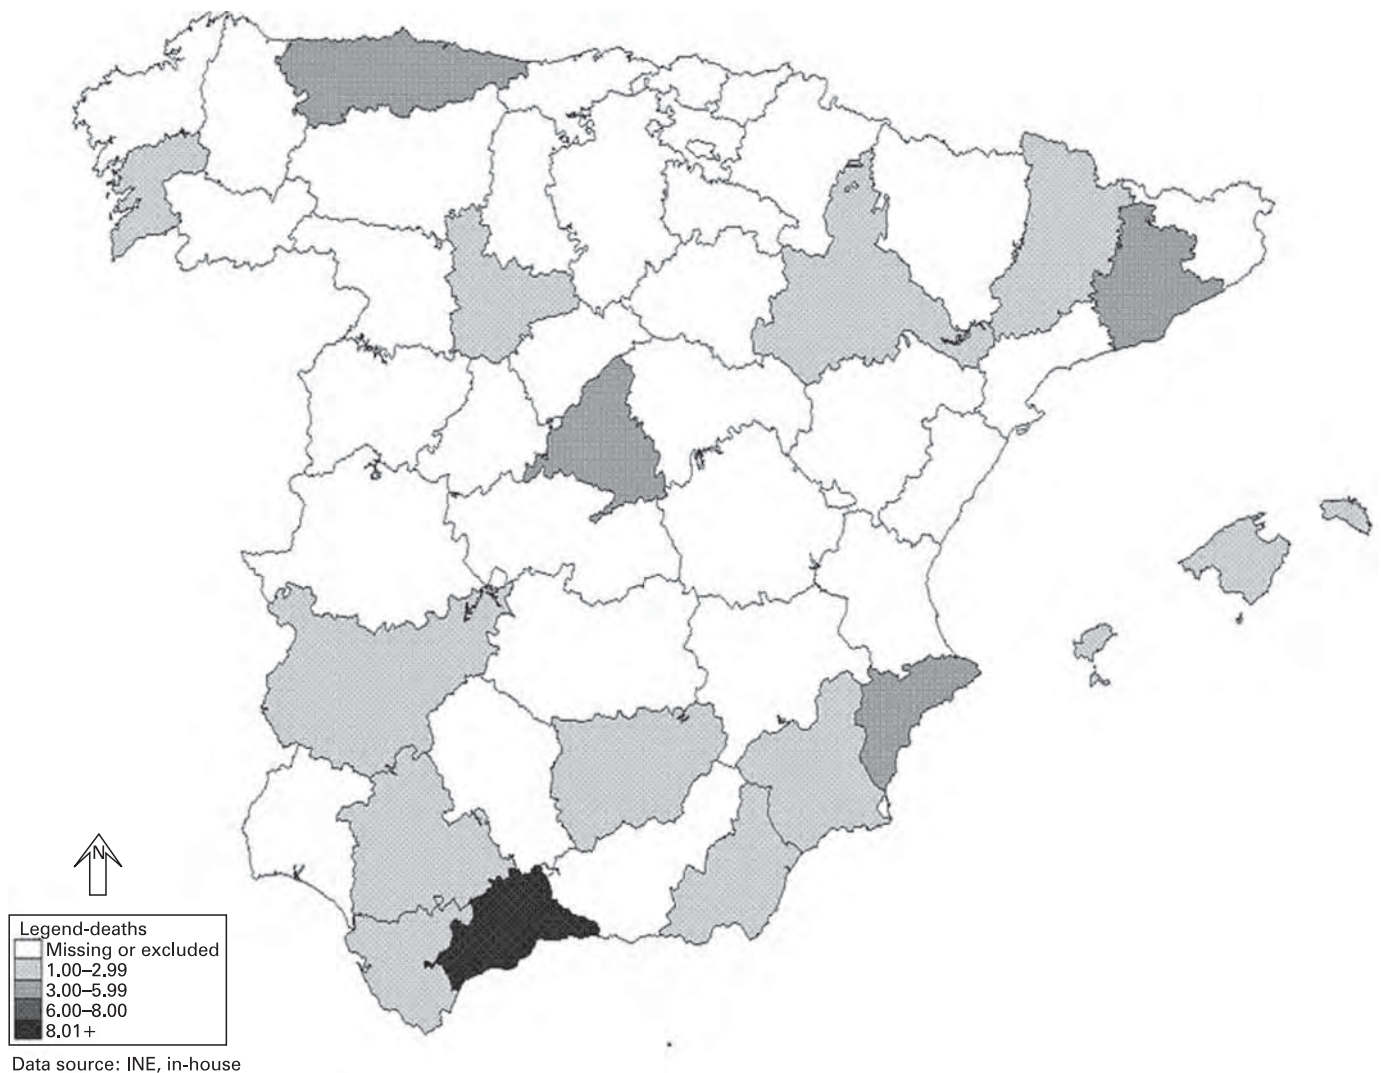 N
Legend-deaths
Missing or excluded
1.00–2.99
3.00–5.99
6.00–8.00
8.01+
Data source: INE, in-house